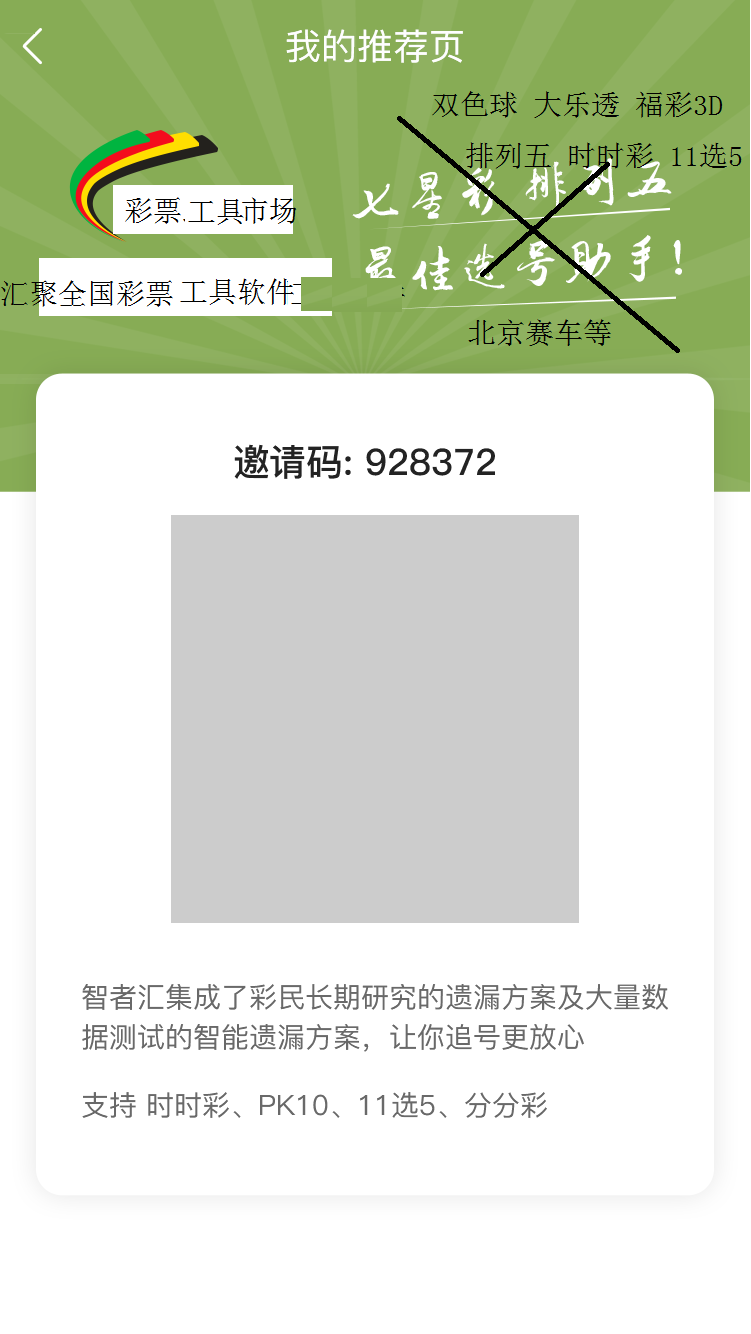 我的推荐页
双色球 大乐透 福彩3D
排列五 时时彩 11选5
七星彩 排列五
彩票,工具市场
最佳选号助手!
汇聚全国彩票 工具软件
北京赛车等
邀请码: 928372
智者汇集成了彩民长期研究的遗漏方案及大量数
据测试的智能遗漏方案，让你追号更放心
支持 时时彩、PK10、11选5、分分彩